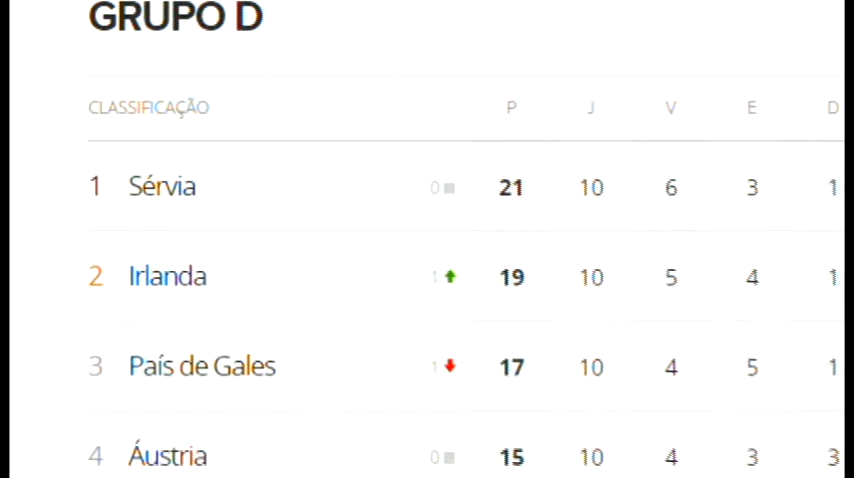 GRUPO D
CLASSIFICAÇÃO P J V E D
1 Sérvia 0 21 10 6 3 1
2 Irlanda 1 19 10 5 4 1
3 País de Gales 1 17 10 4 5 1
4 Áustria 0 15 10 4 3 3